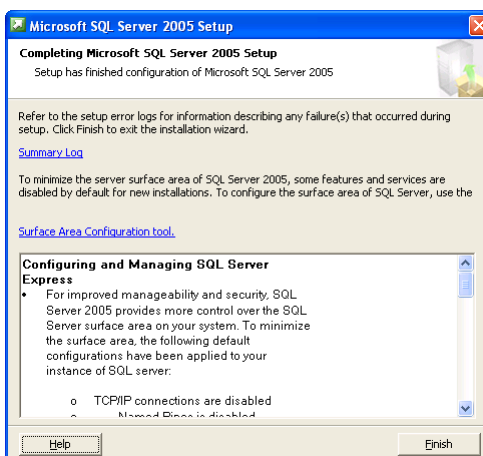 Microsoft SQL Server 2005 Setup
Completing Microsoft SQL Server 2005 Setup
Setup has finished configuration of Microsoft SQL Server 2005
Refer to the setup error logs for information describing any failure(s) that occurred during
setup. Click Finish to exit the installation wizard.
Summary Log
To minimize the server surface area of SQL Server 2005, some features and services are
disabled by default for new installations. To configure the surface area of SQL Server, use the
Surface Area Configuration tool.
Configuring and Managing SQL Server
Express
• For improved manageability and security, SQL
Server 2005 provides more control over the SQL
Server surface area on your system. To minimize
the surface area, the following default
configurations have been applied to your
instance of SQL server:
o TCP/IP connections are disabled
o Named Pipes is disabled
Help
Finish